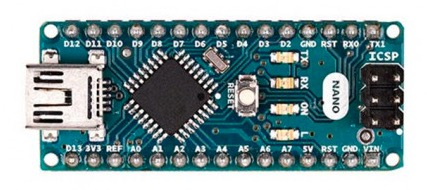 D12 D11 D10 D9 D8 D7 D6 D5 D4 D3 D2 GND RST RX0 TX1
TX
RX
ON
L
RESET
NANO
ICSP
D13 3V3 REF A0 A1 A2 A3 A4 A5 A6 A7 5V RST GND VIN